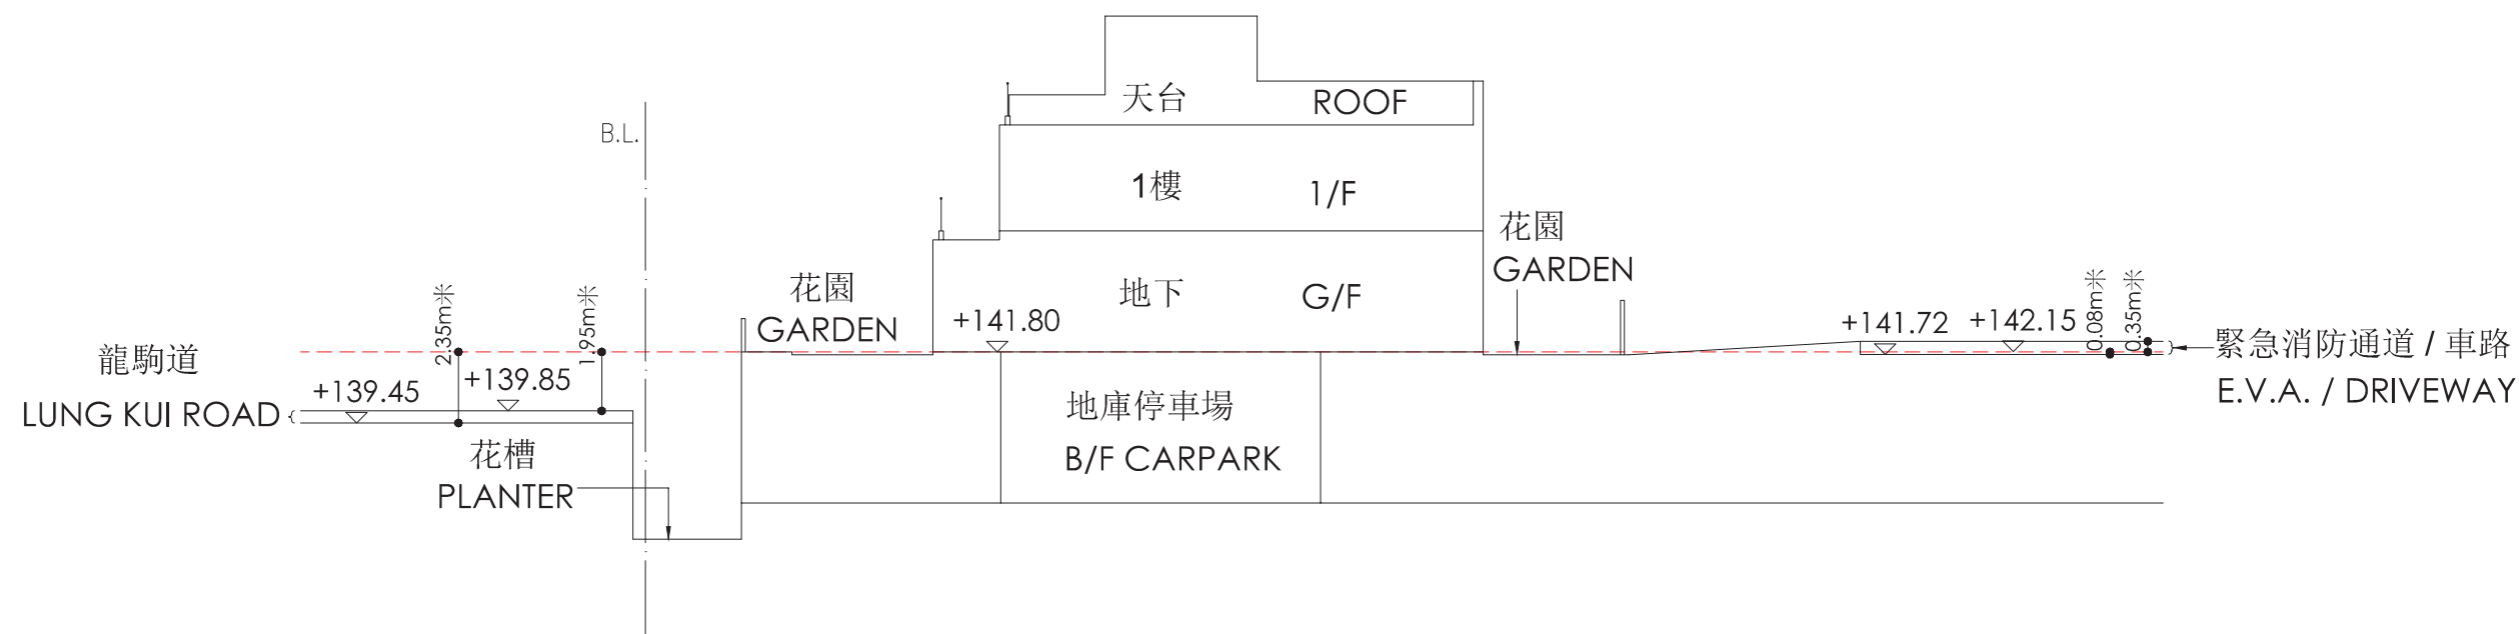 天台 ROOF
B.L.
1樓 1/F
花園
GARDEN
地下 G/F
花園
GARDEN
+141.80
2.35m米
1.95m米
0.08m米
0.35m米
+141.72
+142.15
龍駒道
LUNG KUI ROAD
+139.45
+139.85
緊急消防通道 / 車路
E.V.A. / DRIVEWAY
地庫停車場
B/F CARPARK
花槽
PLANTER